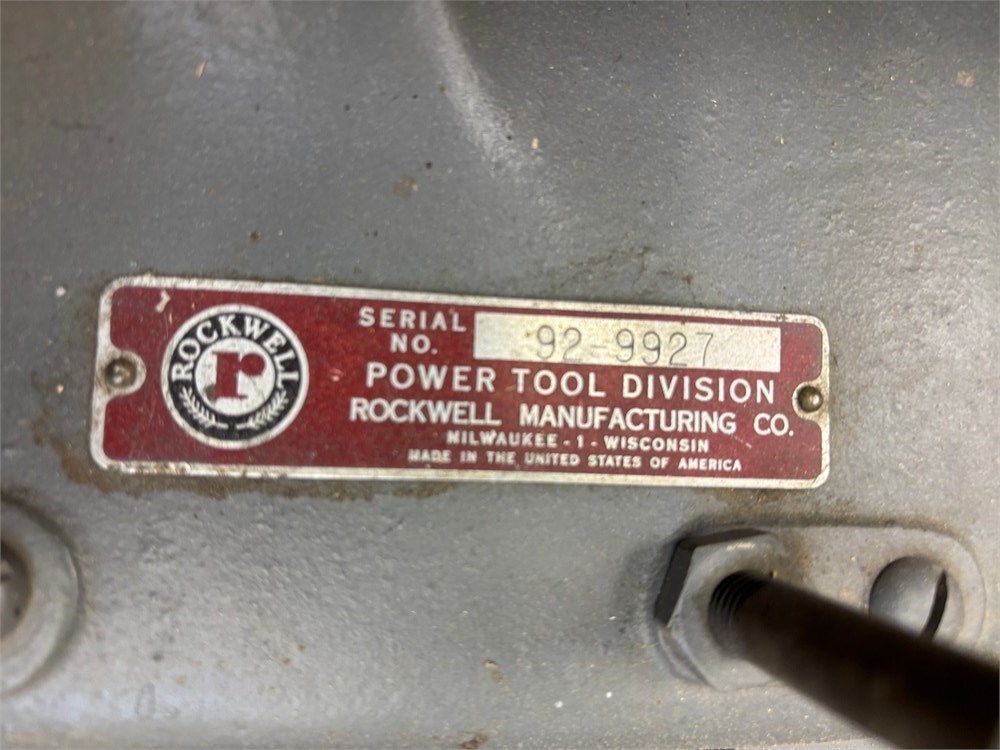 ROCKWELL
r
SERIAL NO. 92-9927
POWER TOOL DIVISION
ROCKWELL MANUFACTURING CO.
MILWAUKEE - 1 - WISCONSIN
MADE IN THE UNITED STATES OF AMERICA